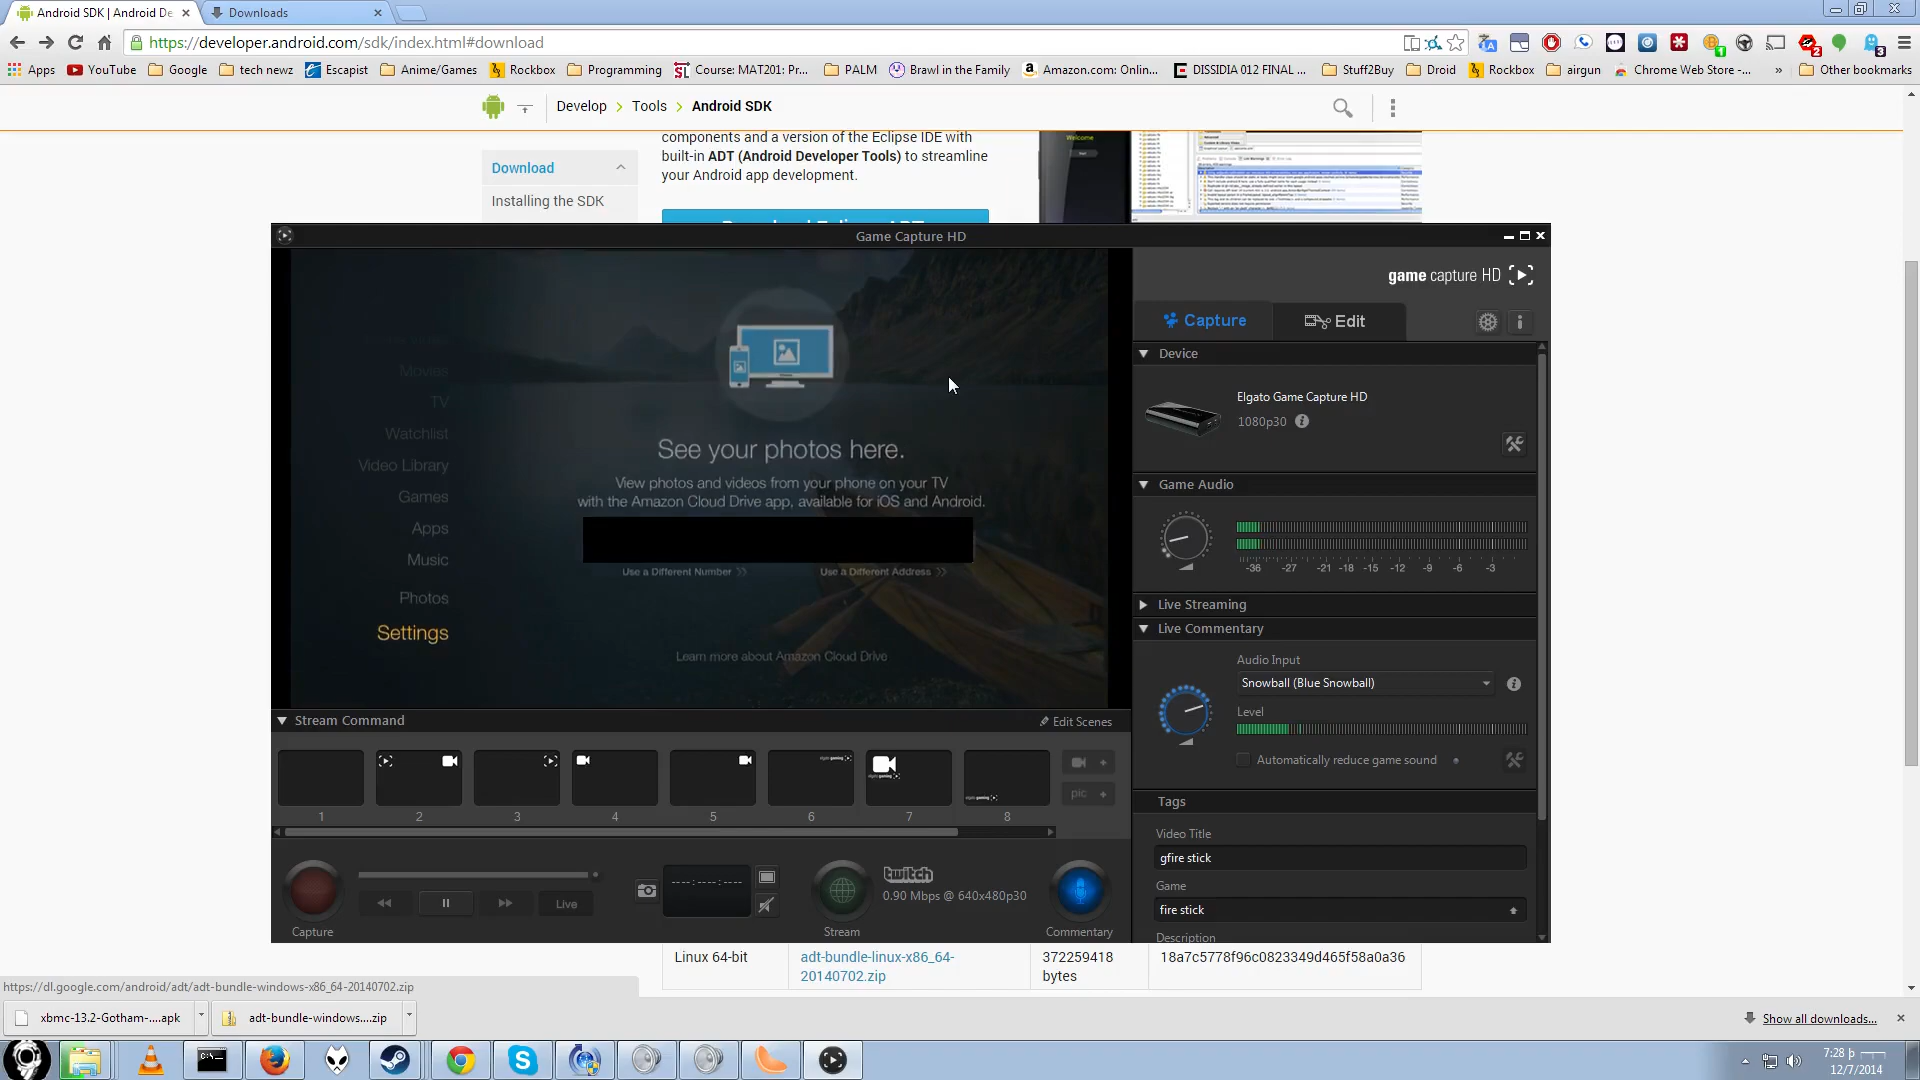 Android SDK | Android De
Downloads
https://developer.android.com/sdk/index.html#download
Apps
YouTube
Google
tech newz
Escapist
Anime/Games
Rockbox
Programming
Course: MAT201: Pr...
PALM
Brawl in the Family
Amazon.com: Onlin...
DISSIDIA 012 FINAL ...
Stuff2Buy
Droid
Rockbox
airgun
Chrome Web Store -...
»
Other bookmarks
Develop
Tools
Android SDK
components and a version of the Eclipse IDE with
built-in ADT (Android Developer Tools) to streamline
your Android app development.
Download
Installing the SDK
Welcome
Game Capture HD
game capture HD
Capture
Edit
Device
Elgato Game Capture HD
1080p30
Game Audio
-36 -27 -21 -18 -15 -12 -9 -6 -3
Live Streaming
Live Commentary
Audio Input
Snowball (Blue Snowball)
Level
Automatically reduce game sound
Tags
Video Title
gfire stick
Game
fire stick
Description
Movies
TV
Watchlist
Video Library
Games
Apps
Music
Photos
Settings
See your photos here.
View photos and videos from your phone on your TV
with the Amazon Cloud Drive app, available for iOS and Android.
Use a Different Number
Use a Different Address
Learn more about Amazon Cloud Drive
Stream Command
Edit Scenes
pic +
1 2 3 4 5 6 7 8
Live
----:----:----
twitch
0.90 Mbps @ 640x480p30
Capture
Stream
Commentary
Linux 64-bit
adt-bundle-linux-x86_64-
20140702.zip
372259418
bytes
18a7c5778f96c0823349d465f58a0a36
https://dl.google.com/android/adt/adt-bundle-windows-x86_64-20140702.zip
xbmc-13.2-Gotham-....apk
adt-bundle-windows....zip
Show all downloads...
7:28 þ
12/7/2014